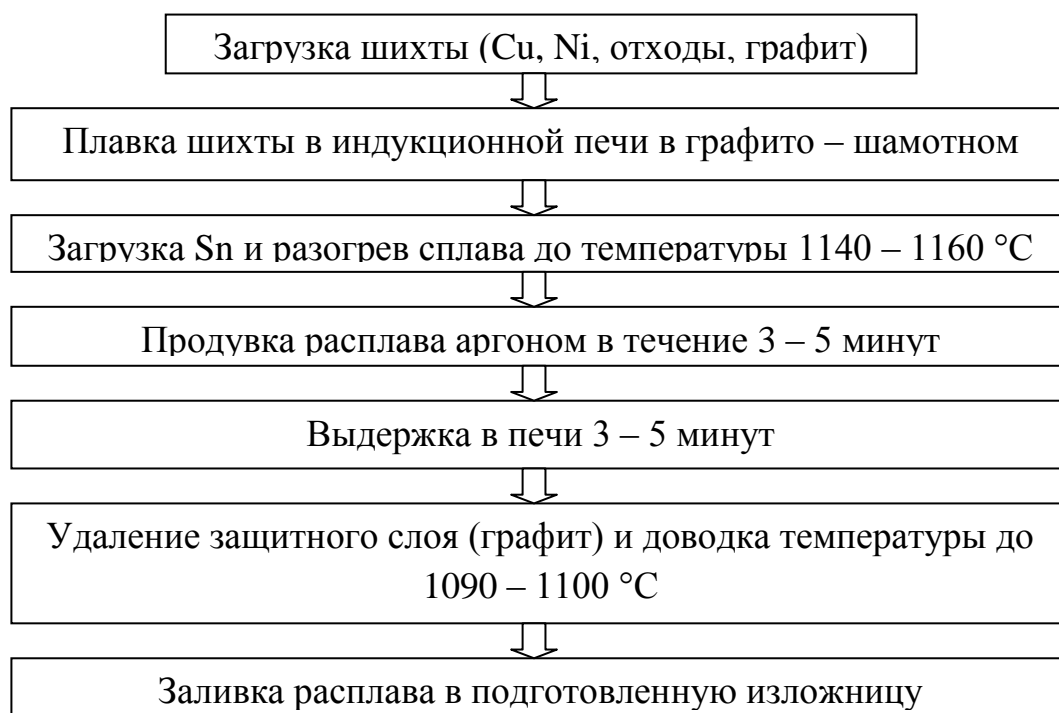 Загрузка шихты (Cu, Ni, отходы, графит)
Плавка шихты в индукционной печи в графито – шамотном
Загрузка Sn и разогрев сплава до температуры 1140 – 1160 °C
Продувка расплава аргоном в течение 3 – 5 минут
Выдержка в печи 3 – 5 минут
Удаление защитного слоя (графит) и доводка температуры до
1090 – 1100 °C
Заливка расплава в подготовленную изложницу